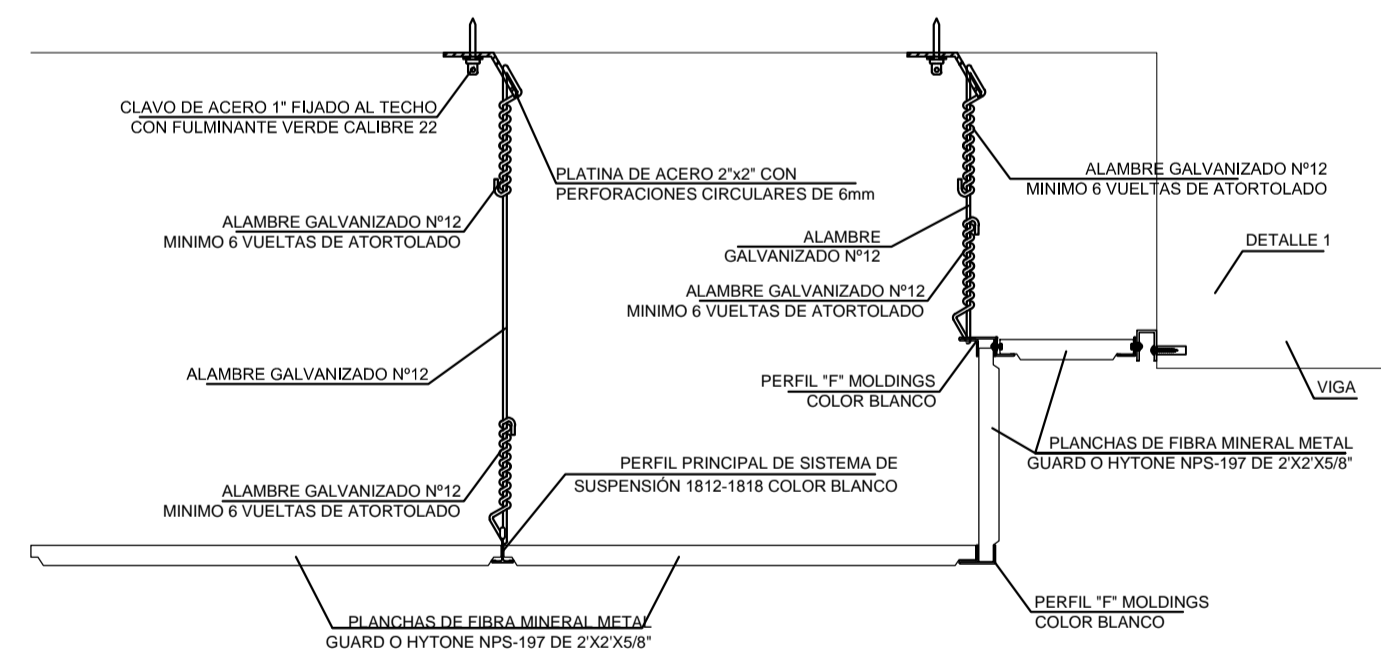 CLAVO DE ACERO 1" FIJADO AL TECHO
CON FULMINANTE VERDE CALIBRE 22
PLATINA DE ACERO 2"x2" CON
PERFORACIONES CIRCULARES DE 6mm
ALAMBRE GALVANIZADO Nº12
MINIMO 6 VUELTAS DE ATORTOLADO
ALAMBRE GALVANIZADO Nº12
MINIMO 6 VUELTAS DE ATORTOLADO
ALAMBRE
GALVANIZADO Nº12
DETALLE 1
ALAMBRE GALVANIZADO Nº12
MINIMO 6 VUELTAS DE ATORTOLADO
ALAMBRE GALVANIZADO Nº12
PERFIL "F" MOLDINGS
COLOR BLANCO
VIGA
PLANCHAS DE FIBRA MINERAL METAL
GUARD O HYTONE NPS-197 DE 2'X2'X5/8"
PERFIL PRINCIPAL DE SISTEMA DE
SUSPENSIÓN 1812-1818 COLOR BLANCO
ALAMBRE GALVANIZADO Nº12
MINIMO 6 VUELTAS DE ATORTOLADO
PERFIL "F" MOLDINGS
COLOR BLANCO
PLANCHAS DE FIBRA MINERAL METAL
GUARD O HYTONE NPS-197 DE 2'X2'X5/8"